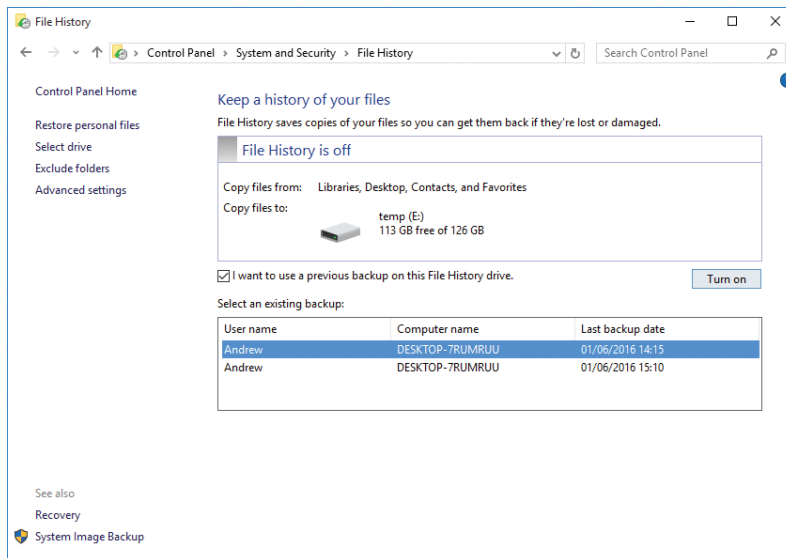 File History
Control Panel > System and Security > File History
Search Control Panel
Control Panel Home
Restore personal files
Select drive
Exclude folders
Advanced settings
Keep a history of your files
File History saves copies of your files so you can get them back if they're lost or damaged.
File History is off
Copy files from: Libraries, Desktop, Contacts, and Favorites
Copy files to:
temp (E:)
113 GB free of 126 GB
I want to use a previous backup on this File History drive.
Turn on
Select an existing backup:
User name Computer name Last backup date
Andrew DESKTOP-7RUMRUU 01/06/2016 14:15
Andrew DESKTOP-7RUMRUU 01/06/2016 15:10
See also
Recovery
System Image Backup